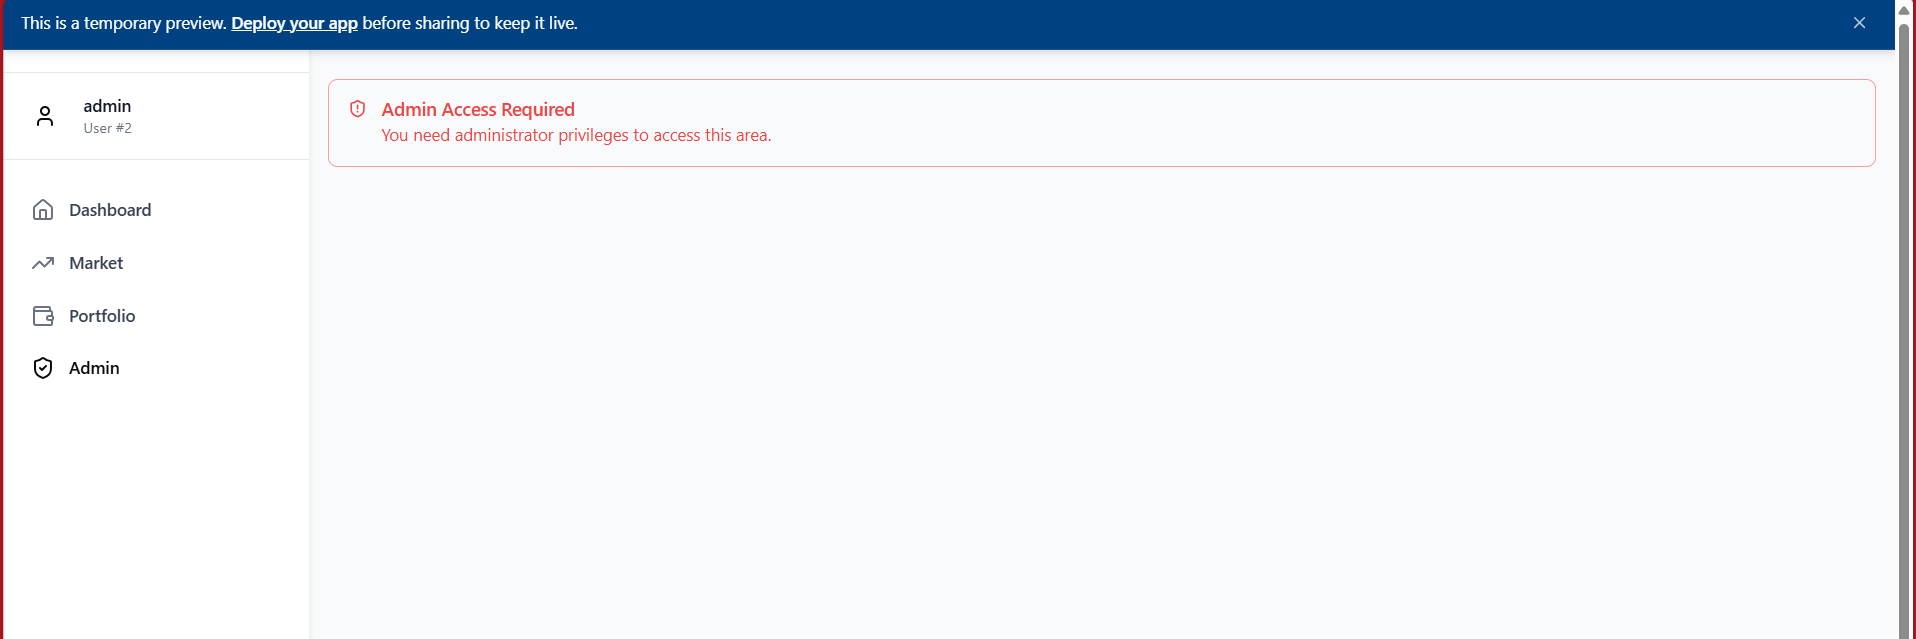 This is a temporary preview. Deploy your app before sharing to keep it live.
admin
User #2
Dashboard
Market
Portfolio
Admin
Admin Access Required
You need administrator privileges to access this area.